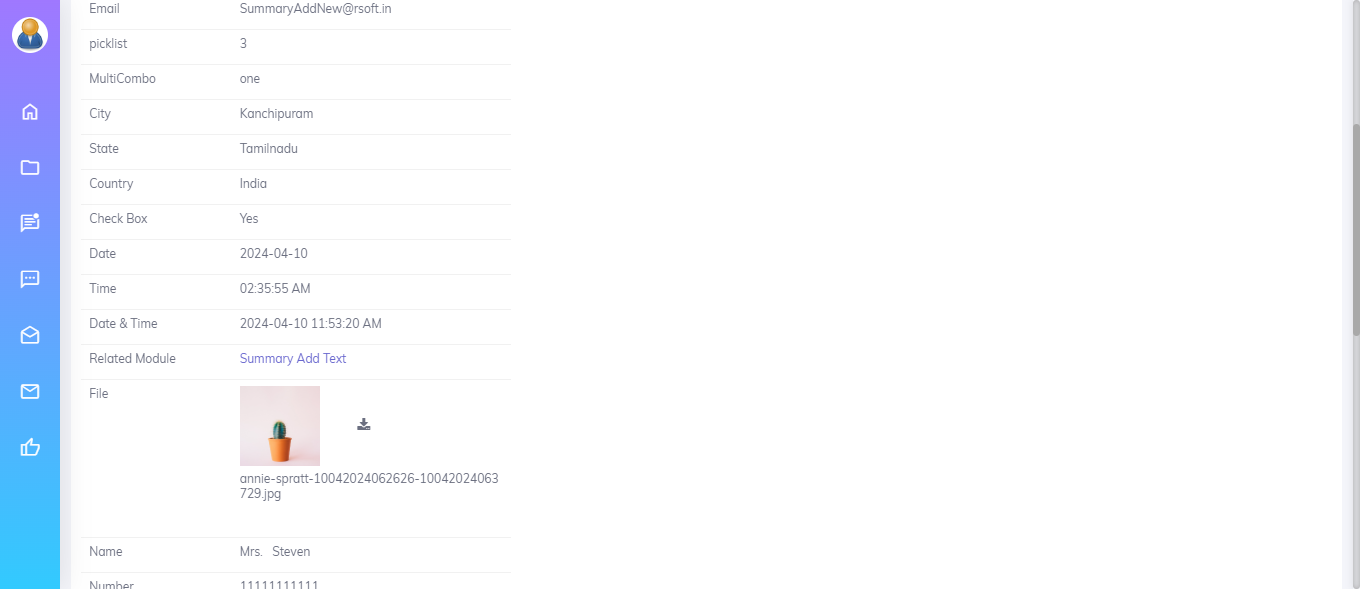 Email SummaryAddNew@rsoft.in
picklist 3
MultiCombo one
City Kanchipuram
State Tamilnadu
Country India
Check Box Yes
Date 2024-04-10
Time 02:35:55 AM
Date & Time 2024-04-10 11:53:20 AM
Related Module Summary Add Text
File
annie-spratt-10042024062626-10042024063
729.jpg
Name Mrs. Steven
Number 11111111111